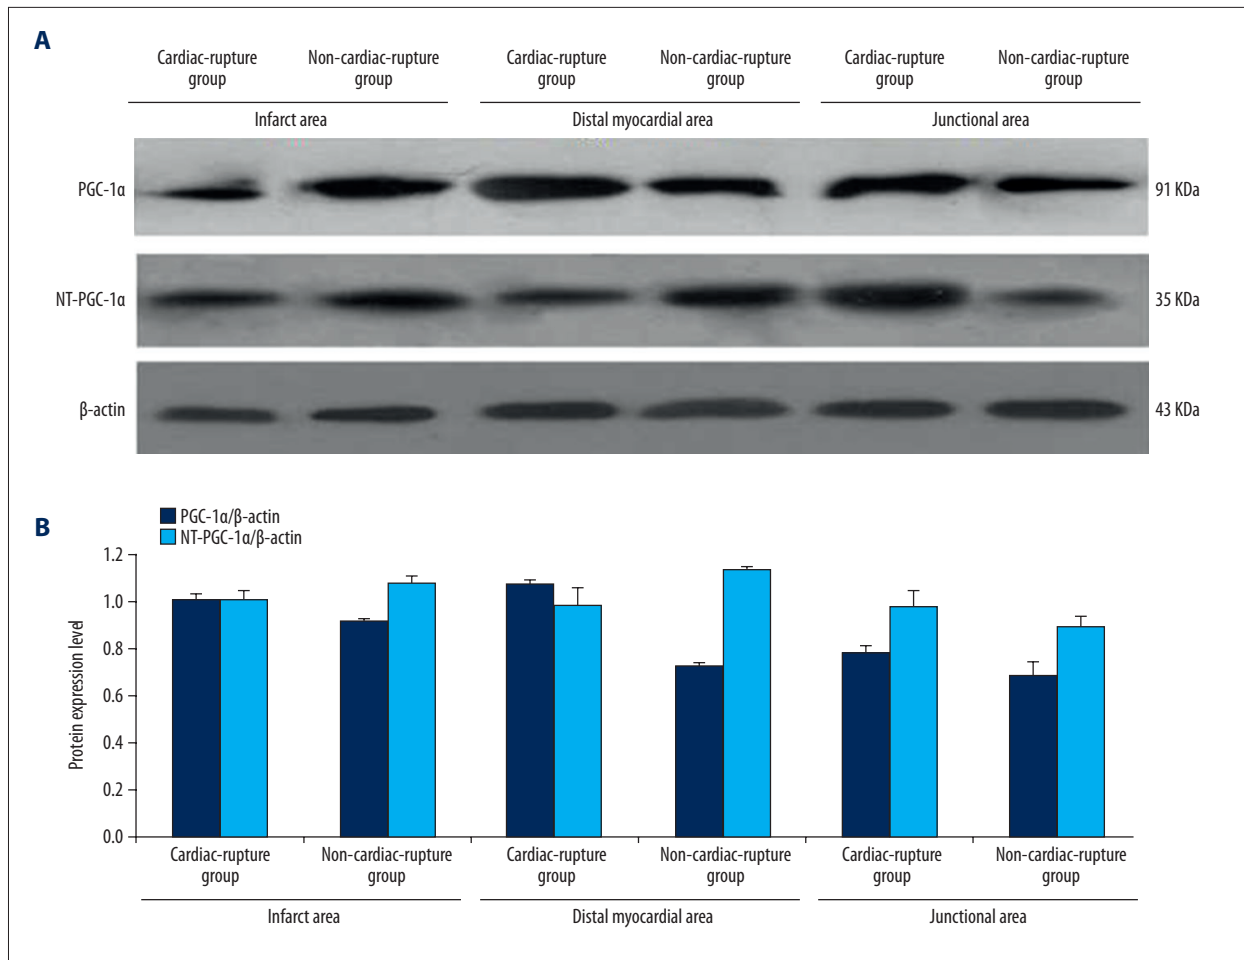 A
Cardiac-rupture group
Non-cardiac-rupture group
Cardiac-rupture group
Non-cardiac-rupture group
Cardiac-rupture group
Non-cardiac-rupture group
Infarct area
Distal myocardial area
Junctional area
PGC-1α
91 KDa
NT-PGC-1α
35 KDa
β-actin
43 KDa
B
PGC-1α/β-actin
NT-PGC-1α/β-actin
Protein expression level
1.2
1.0
0.8
0.6
0.4
0.2
0.0
Cardiac-rupture group
Non-cardiac-rupture group
Cardiac-rupture group
Non-cardiac-rupture group
Cardiac-rupture group
Non-cardiac-rupture group
Infarct area
Distal myocardial area
Junctional area